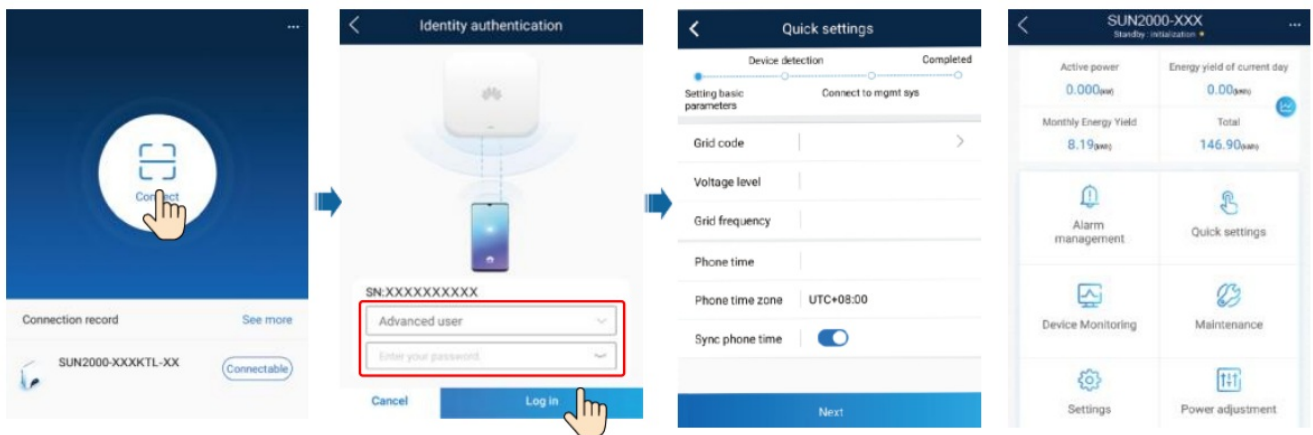 ...
Connect
Connection record
See more
SUN2000-XXXKTL-XX
Connectable
Identity authentication
SN:XXXXXXXXXX
Advanced user
Enter your password
Cancel
Log in
Quick settings
Device detection
Completed
Setting basic
parameters
Connect to mgmt sys
Grid code
Voltage level
Grid frequency
Phone time
Phone time zone
UTC+08:00
Sync phone time
Next
SUN2000-XXX
...
Standby : initialization
Active power
Energy yield of current day
0.000(kW)
0.00(kWh)
Monthly Energy Yield
Total
8.19(kWh)
146.90(kWh)
Alarm
management
Quick settings
Device Monitoring
Maintenance
Settings
Power adjustment